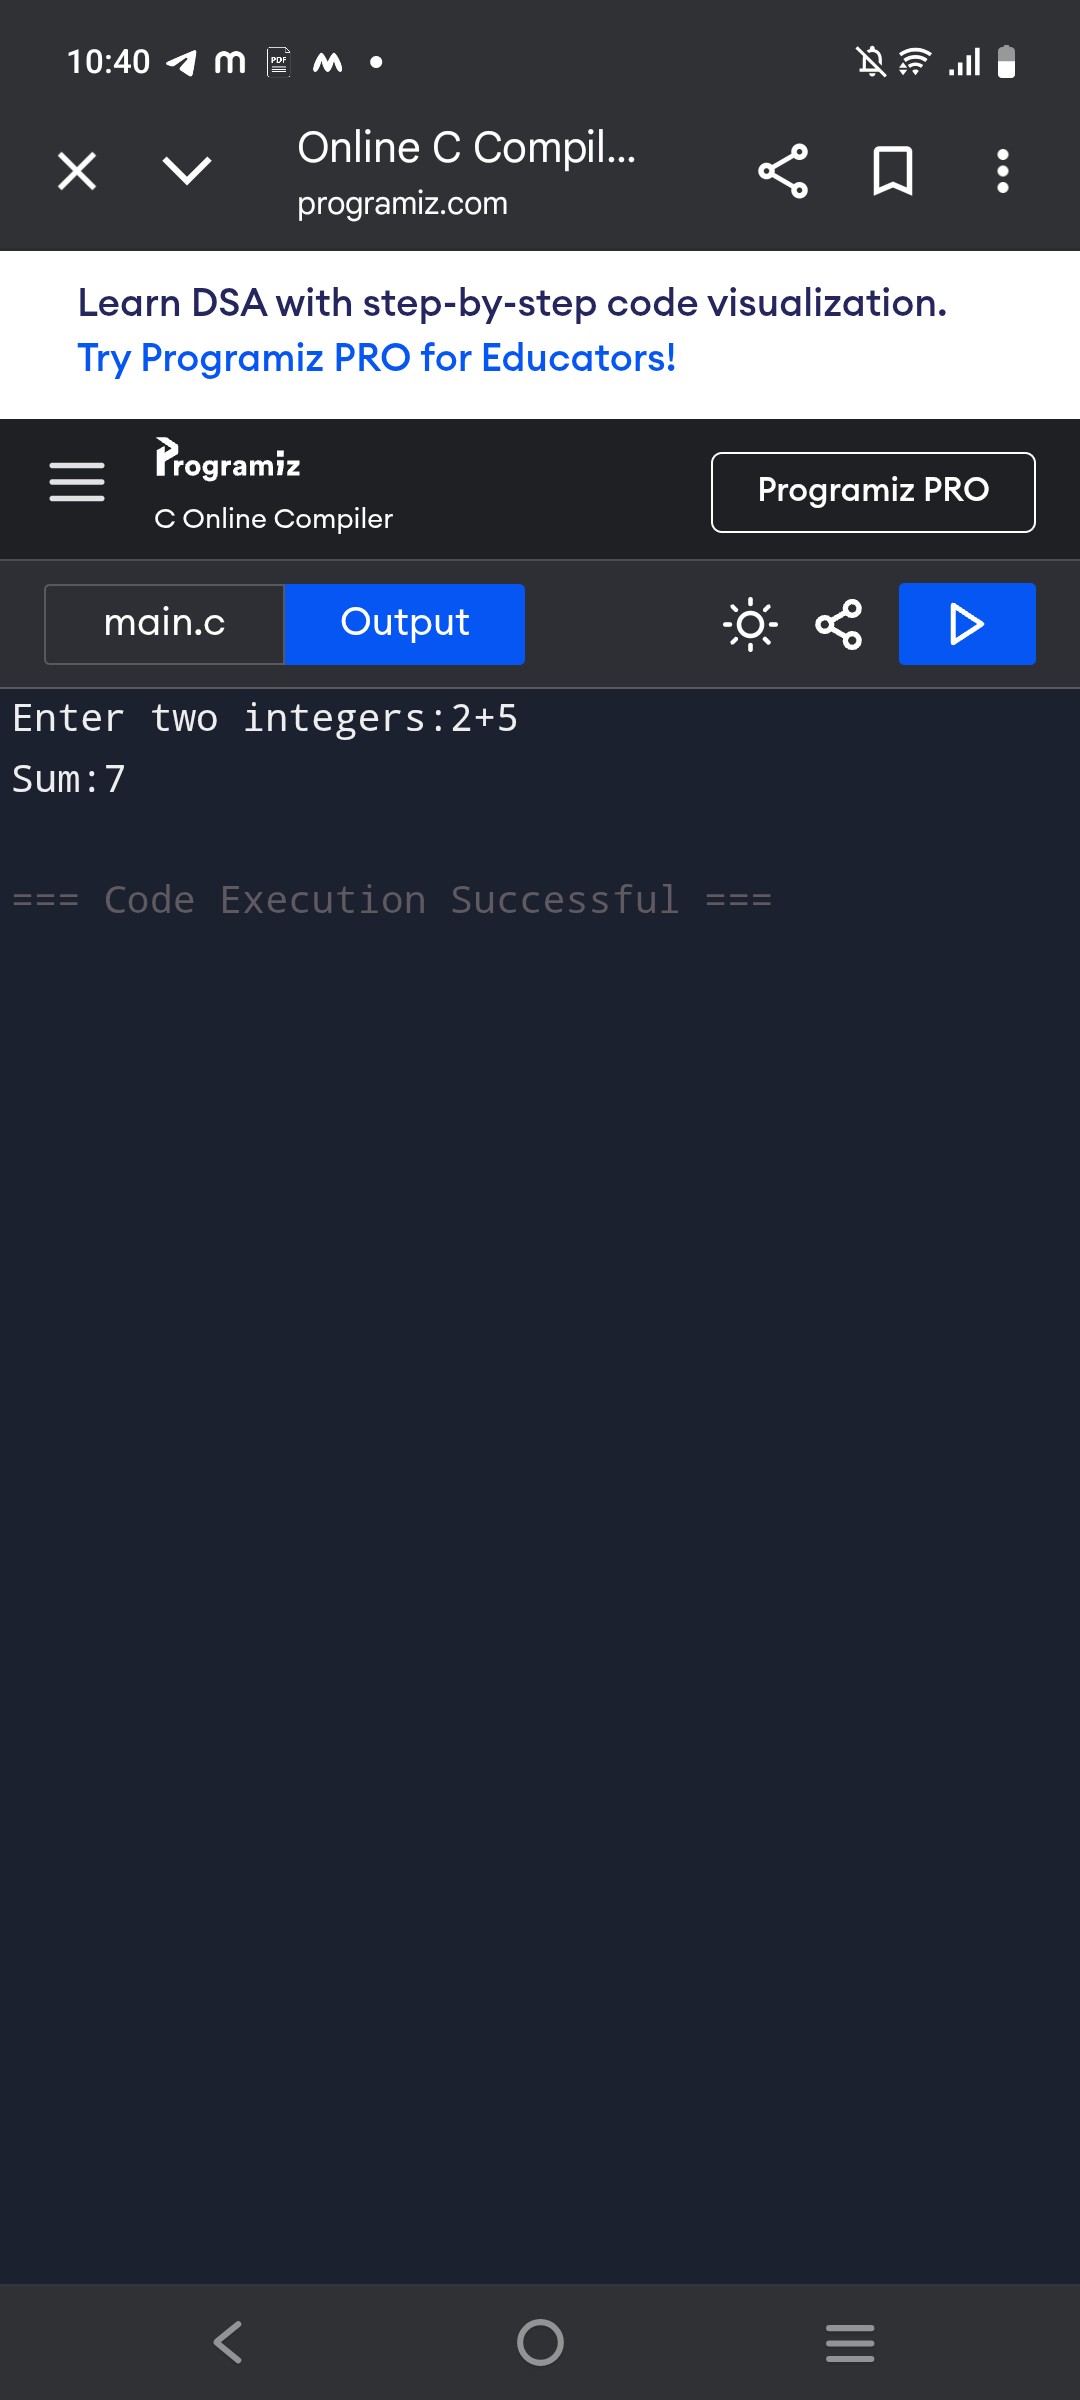 10:40
Online C Compil...
programiz.com
Learn DSA with step-by-step code visualization.
Try Programiz PRO for Educators!
Programiz
C Online Compiler
Programiz PRO
main.c
Output
Enter two integers:2+5
Sum:7
=== Code Execution Successful ===